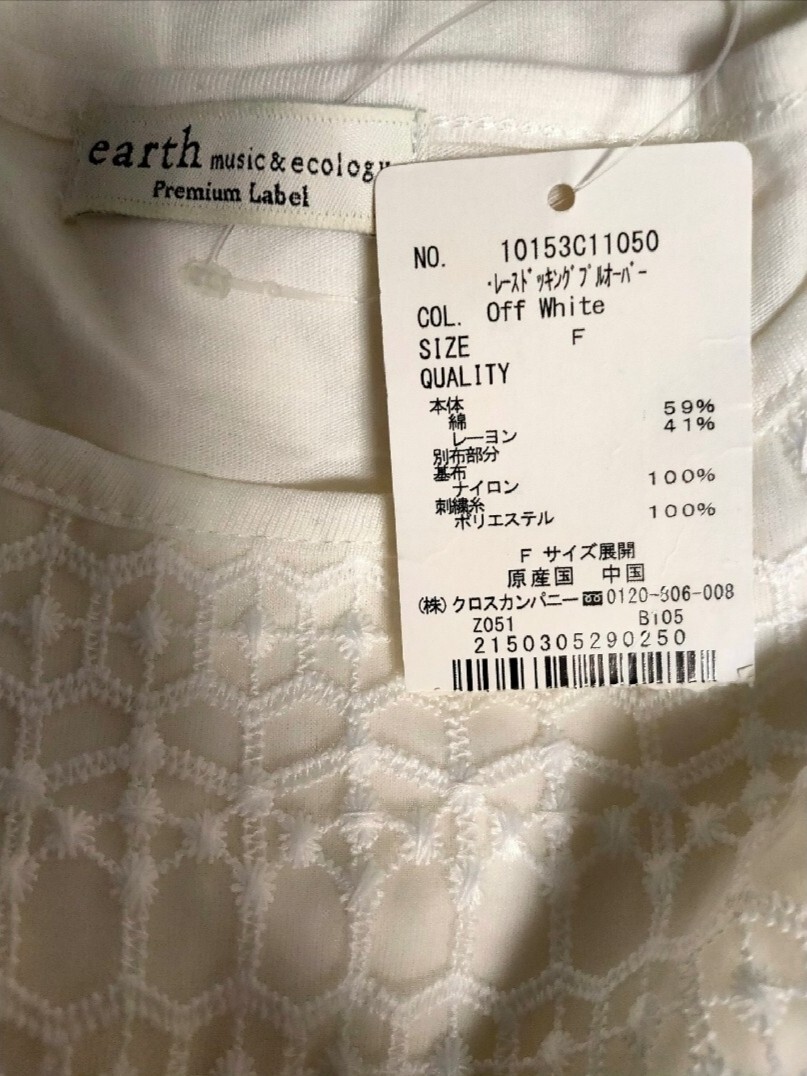 earth music & ecology
Premium Label
NO. 10153C11050
・レースドッキングプルオーバー
COL. Off White
SIZE F
QUALITY
本体
綿 59%
レーヨン 41%
別布部分
基布
ナイロン 100%
刺繍糸
ポリエステル 100%
F サイズ展開
原産国 中国
(株) クロスカンパニー 0120-806-008
Z051 B105
2150305290250